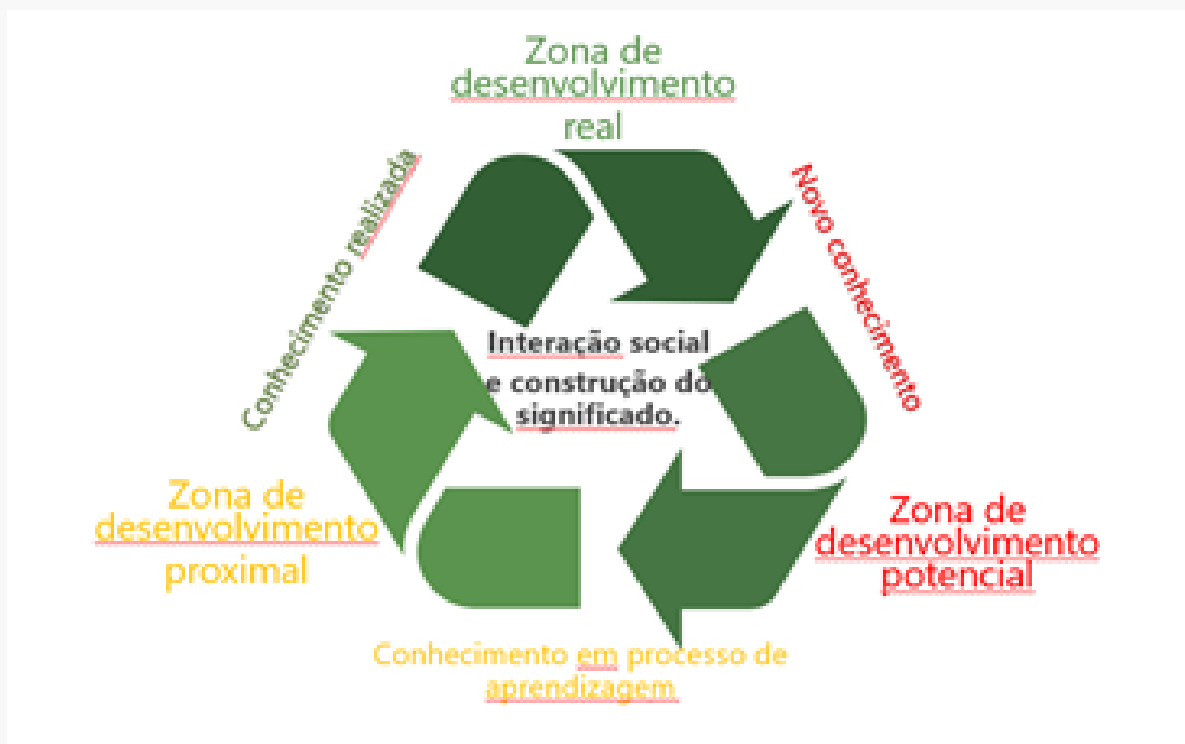 Zona de
desenvolvimento
real
Conhecimento realizada
Novo conhecimento
Interação social
e construção do
significado.
Zona de
desenvolvimento
proximal
Zona de
desenvolvimento
potencial
Conhecimento em processo de
aprendizagem